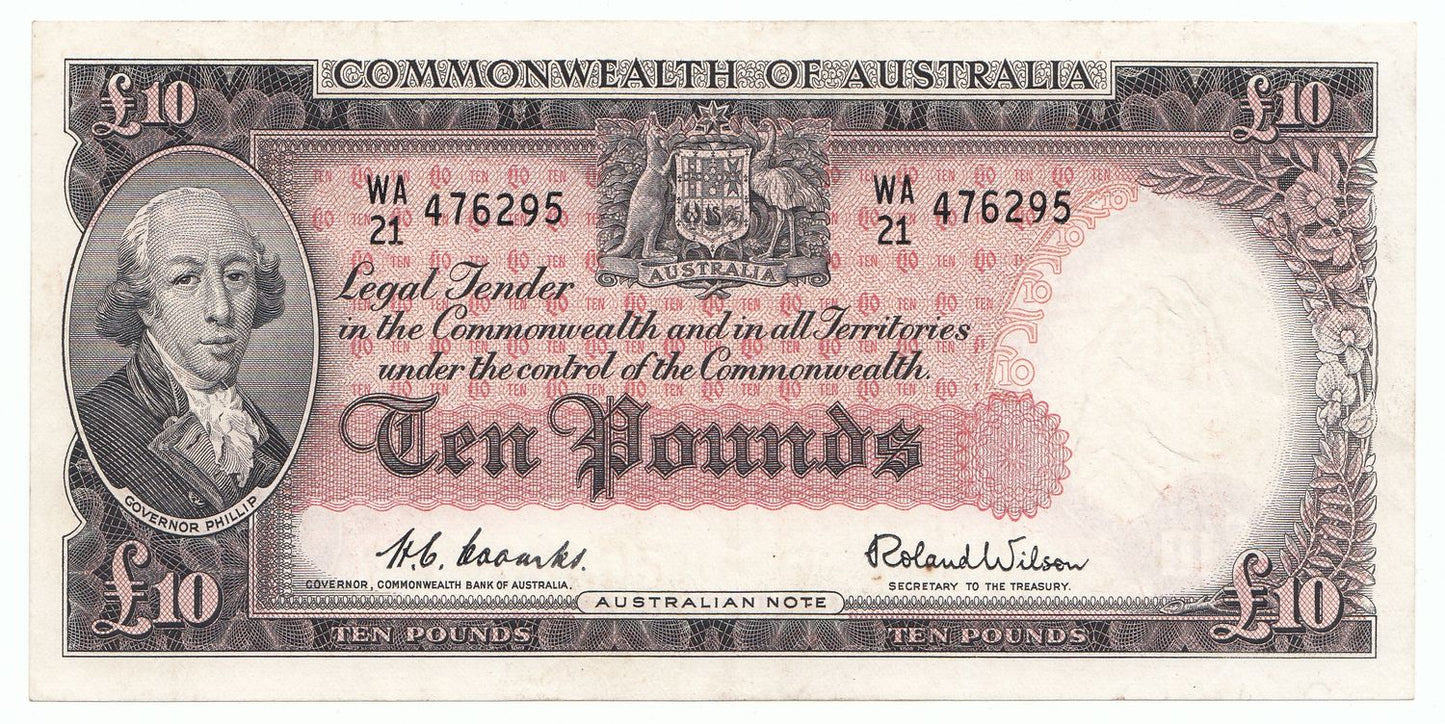 COMMONWEALTH OF AUSTRALIA
£10
£10
WA
21 476295
WA
21 476295
AUSTRALIA
Legal Tender
in the Commonwealth and in all Territories
under the control of the Commonwealth.
Ten Pounds
GOVERNOR PHILLIP
H.C. Coombs.
Roland Wilson
GOVERNOR, COMMONWEALTH BANK OF AUSTRALIA.
SECRETARY TO THE TREASURY.
£10
AUSTRALIAN NOTE
£10
TEN POUNDS
TEN POUNDS